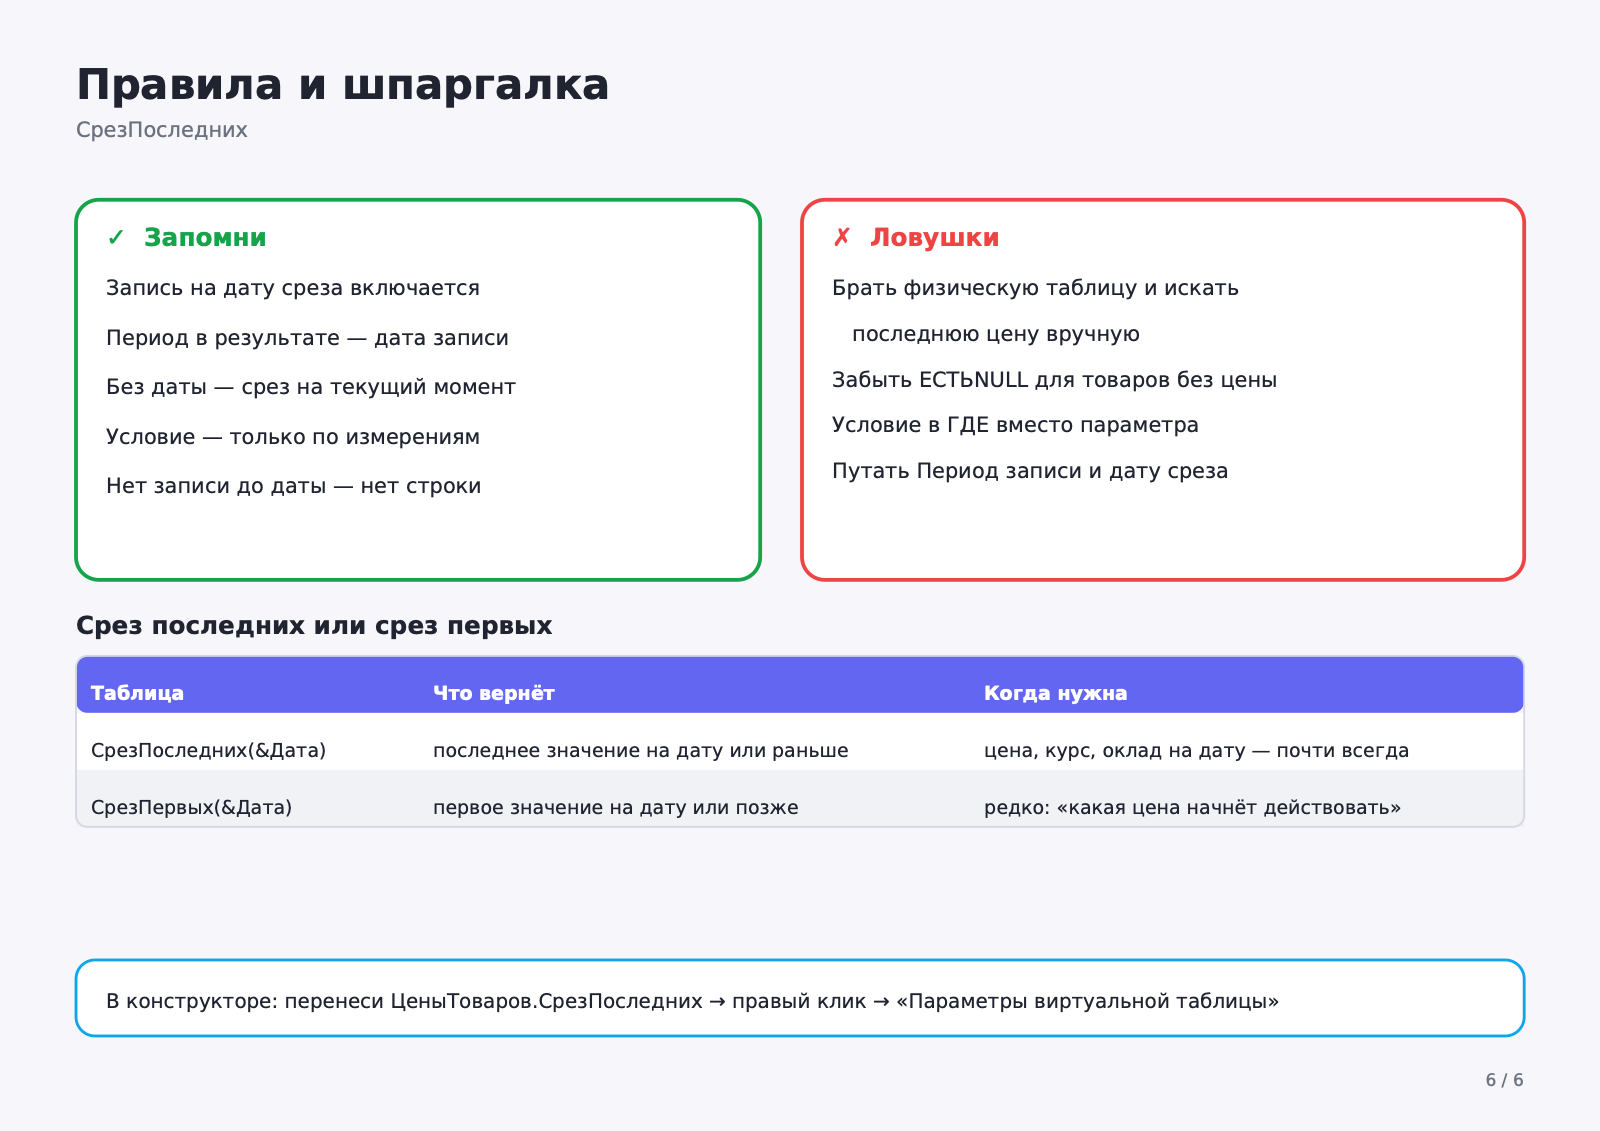 Правила и шпаргалка
СрезПоследних
✓ Запомни
Запись на дату среза включается
Период в результате — дата записи
Без даты — срез на текущий момент
Условие — только по измерениям
Нет записи до даты — нет строки
✗ Ловушки
Брать физическую таблицу и искать
последнюю цену вручную
Забыть ЕСТЬNULL для товаров без цены
Условие в ГДЕ вместо параметра
Путать Период записи и дату среза
Срез последних или срез первых
Таблица Что вернёт Когда нужна
СрезПоследних(&Дата) последнее значение на дату или раньше цена, курс, оклад на дату — почти всегда
СрезПервых(&Дата) первое значение на дату или позже редко: «какая цена начнёт действовать»
В конструкторе: перенеси ЦеныТоваров.СрезПоследних → правый клик → «Параметры виртуальной таблицы»
6 / 6